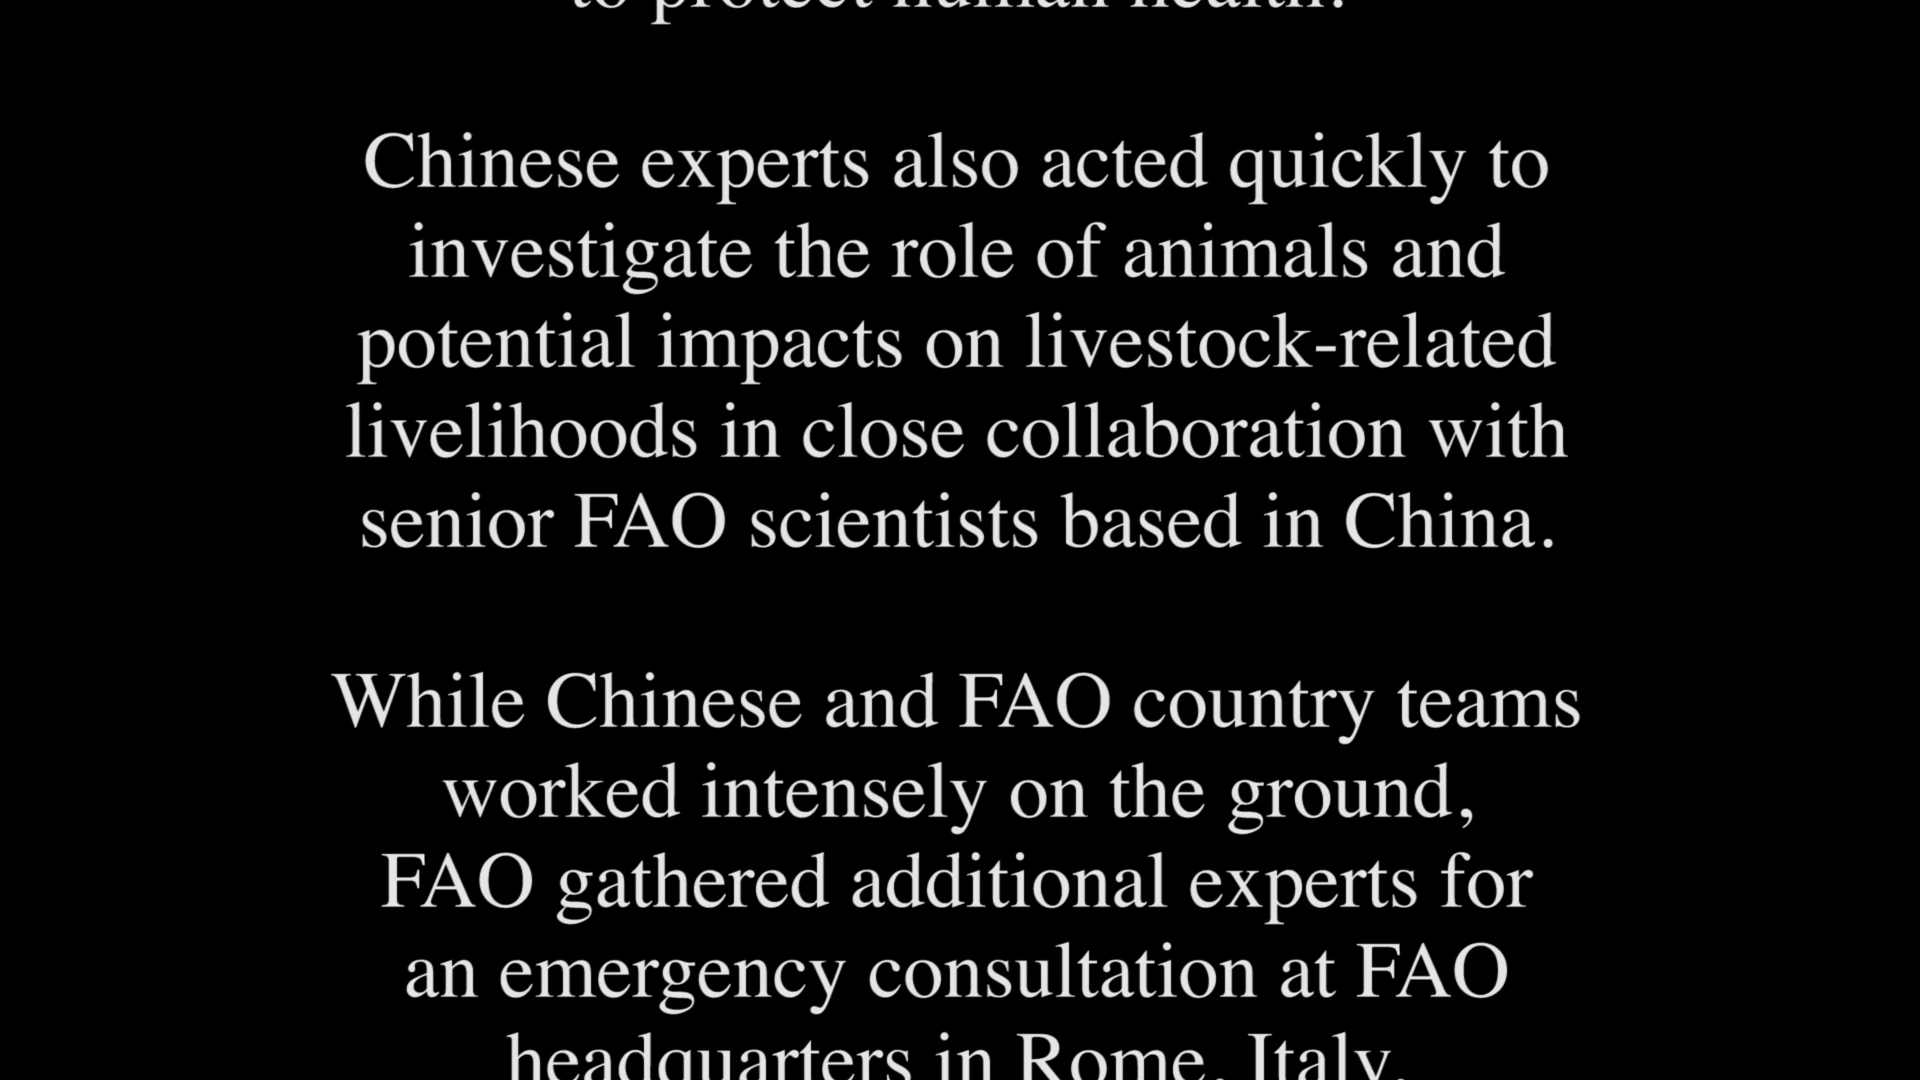 to protect human health.
Chinese experts also acted quickly to
investigate the role of animals and
potential impacts on livestock-related
livelihoods in close collaboration with
senior FAO scientists based in China.
While Chinese and FAO country teams
worked intensely on the ground,
FAO gathered additional experts for
an emergency consultation at FAO
headquarters in Rome, Italy.